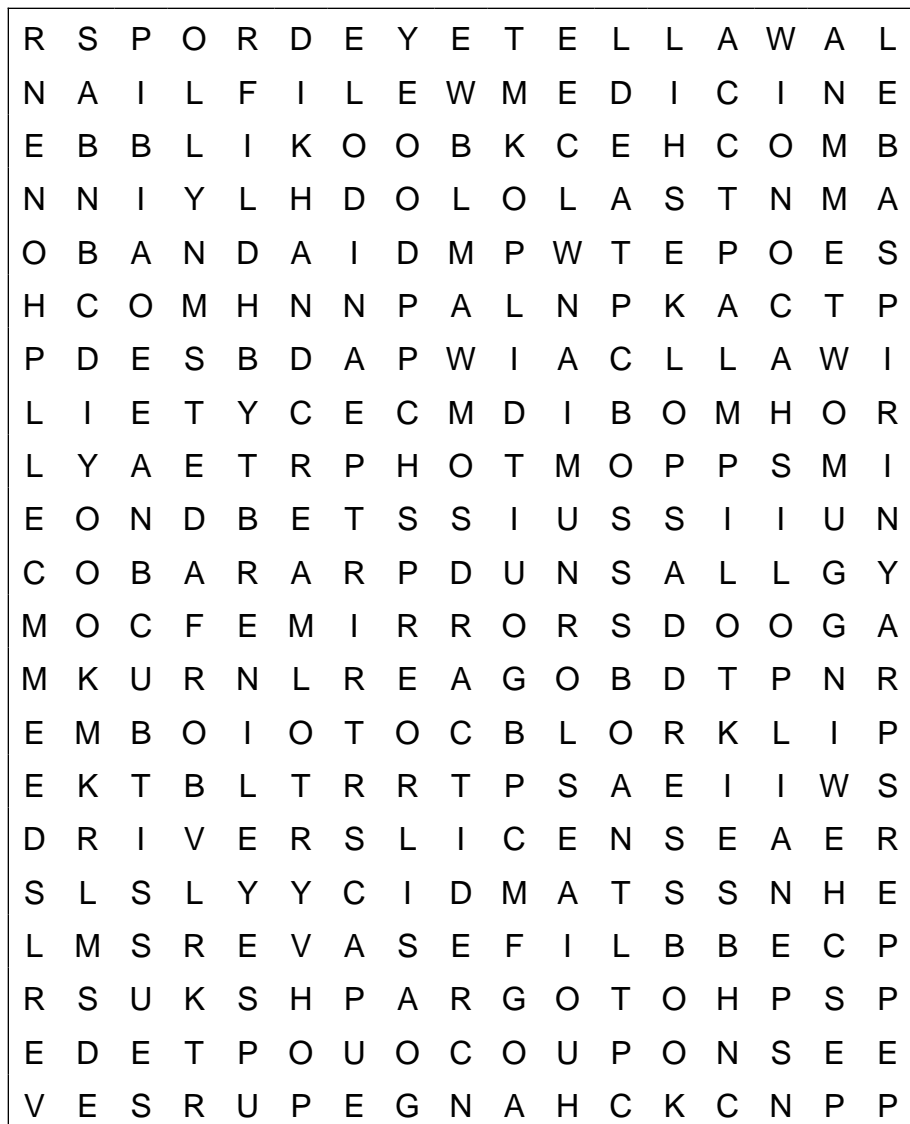 R S P O R D E Y E T E L L A W A L
N A I L F I L E W M E D I C I N E
E B B L I K O O B K C E H C O M B
N N I Y L H D O L O L A S T N M A
O B A N D A I D M P W T E P O E S
H C O M H N N P A L N P K A C T P
P D E S B D A P W I A C L L A W I
L I E T Y C E C M D I B O M H O R
L Y A E T R P H O T M O P P S M I
E O N D B E T S S I U S S I I U N
C O B A R A R P D U N S A L L G Y
M O C F E M I R R O R S D O O G A
M K U R N L R E A G O B D T P N R
E M B O I O T O C B L O R K L I P
E K T B L T R R T P S A E I I W S
D R I V E R S L I C E N S E A E R
S L S L Y Y C I D M A T S S N H E
L M S R E V A S E F I L B B E C P
R S U K S H P A R G O T O H P S P
E D E T P O U O C O U P O N S E E
V E S R U P E G N A H C K C N P P